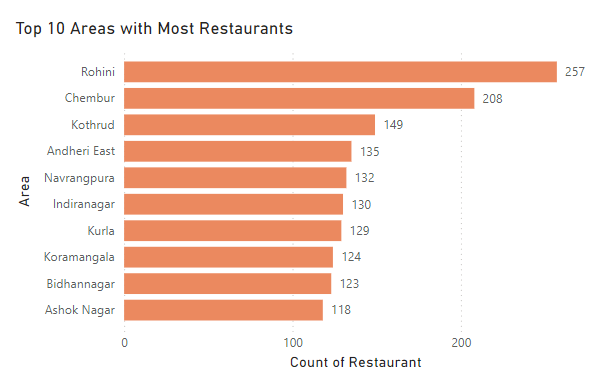 Top 10 Areas with Most Restaurants
Area
Rohini 257
Chembur 208
Kothrud 149
Andheri East 135
Navrangpura 132
Indiranagar 130
Kurla 129
Koramangala 124
Bidhannagar 123
Ashok Nagar 118
0 100 200
Count of Restaurant